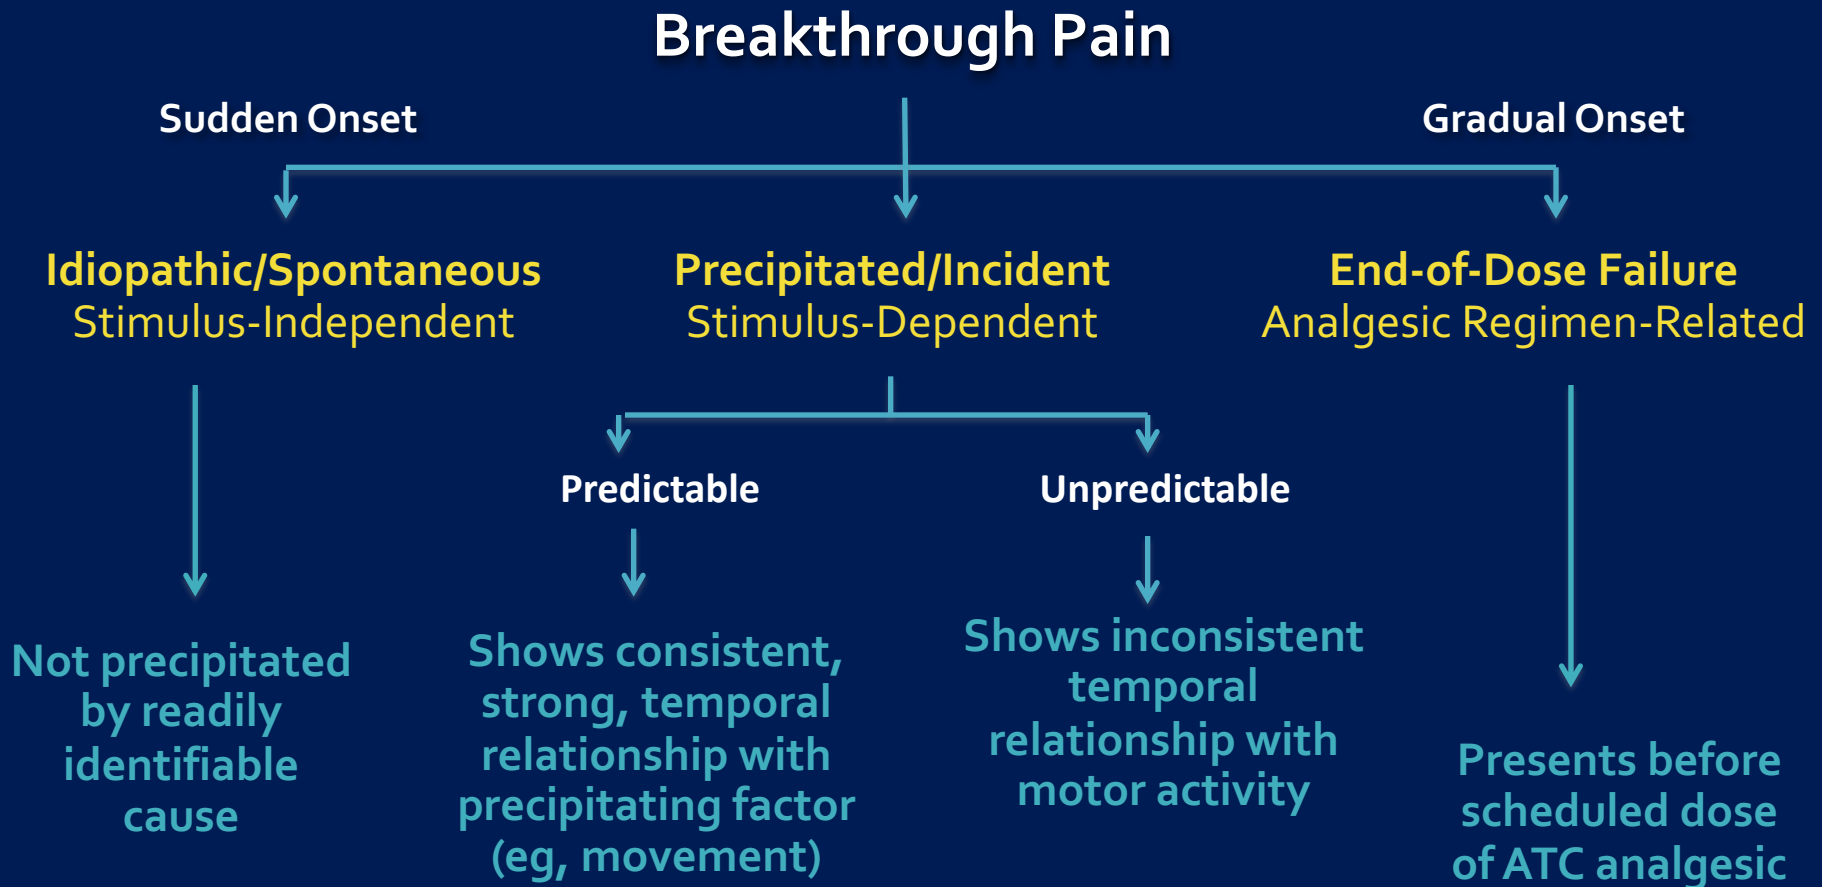 Breakthrough Pain
Sudden Onset
Gradual Onset
Idiopathic/Spontaneous
Stimulus-Independent
Precipitated/Incident
Stimulus-Dependent
End-of-Dose Failure
Analgesic Regimen-Related
Predictable
Unpredictable
Not precipitated
by readily
identifiable
cause
Shows consistent,
strong, temporal
relationship with
precipitating factor
(eg, movement)
Shows inconsistent
temporal
relationship with
motor activity
Presents before
scheduled dose
of ATC analgesic